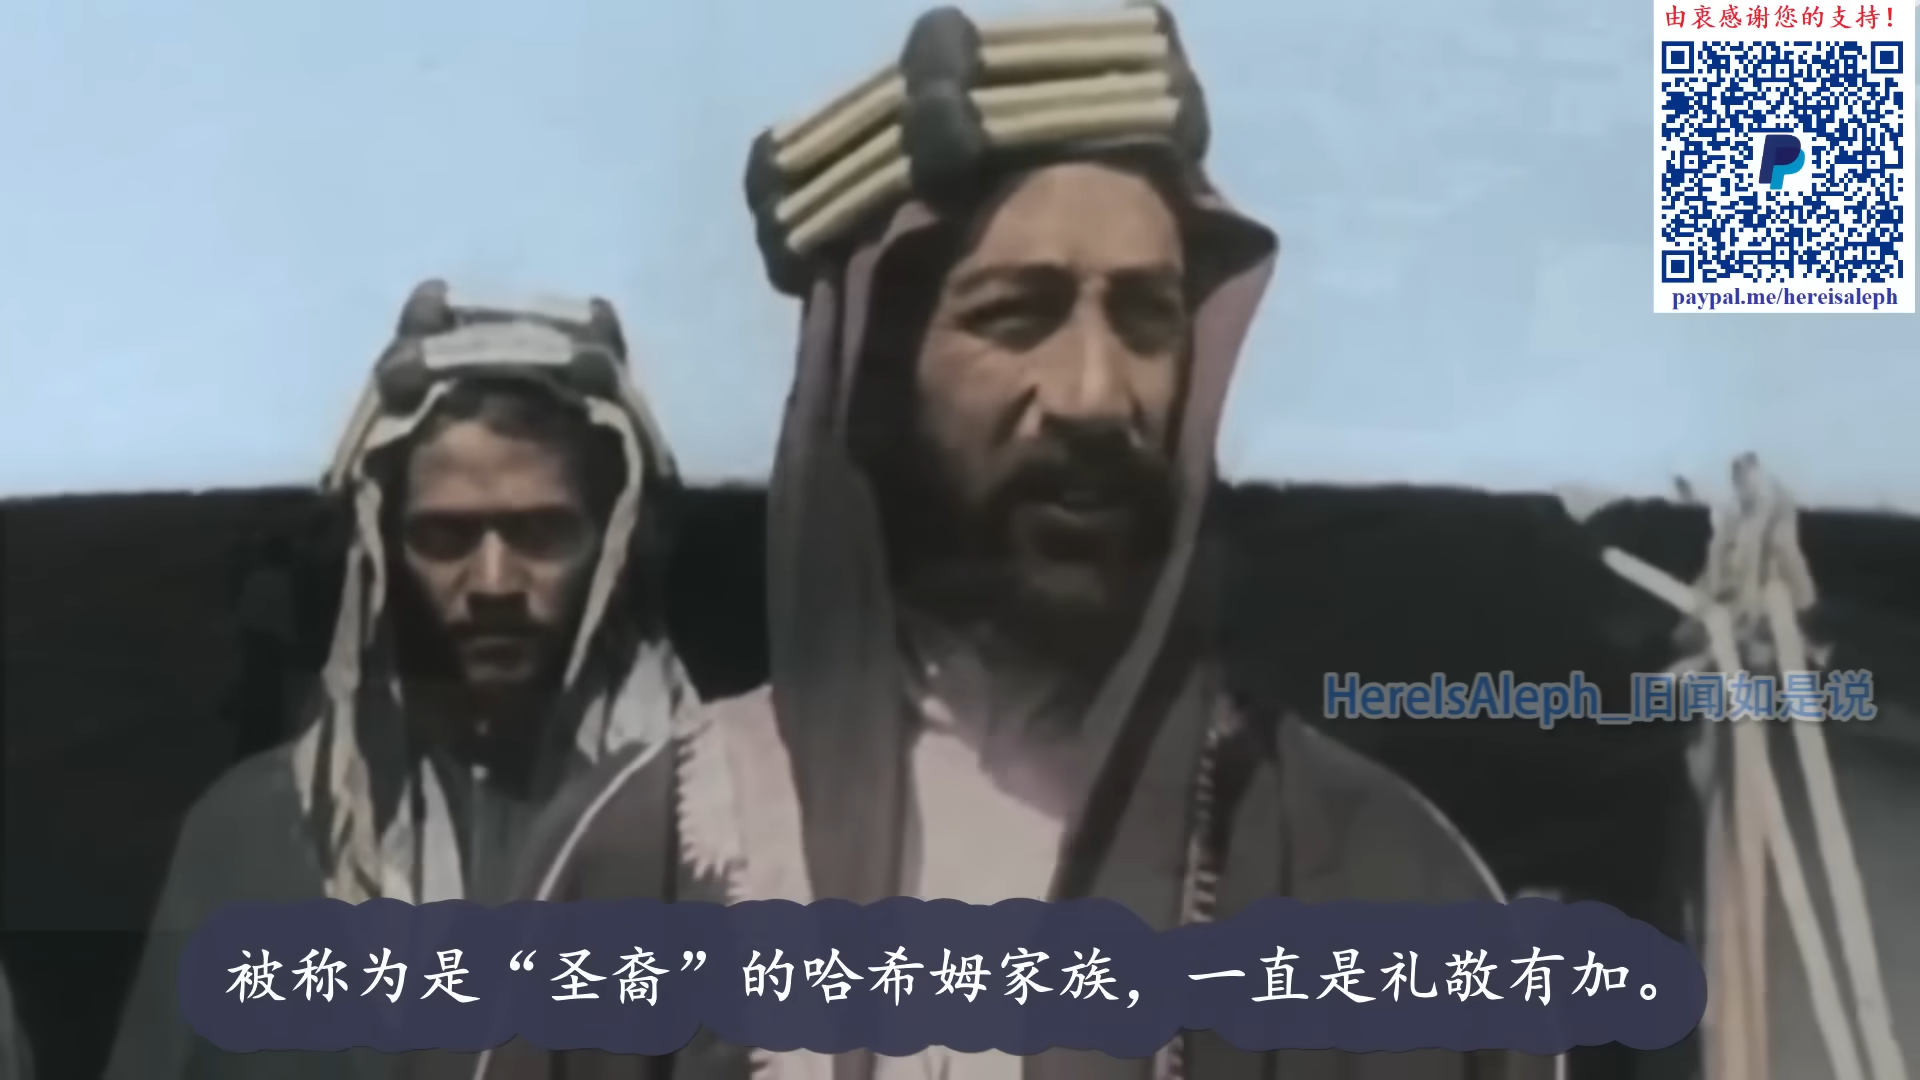 由衷感谢您的支持！
paypal.me/hereisaleph
HereIsAleph_旧闻如是说
被称为是“圣裔”的哈希姆家族，一直是礼敬有加。